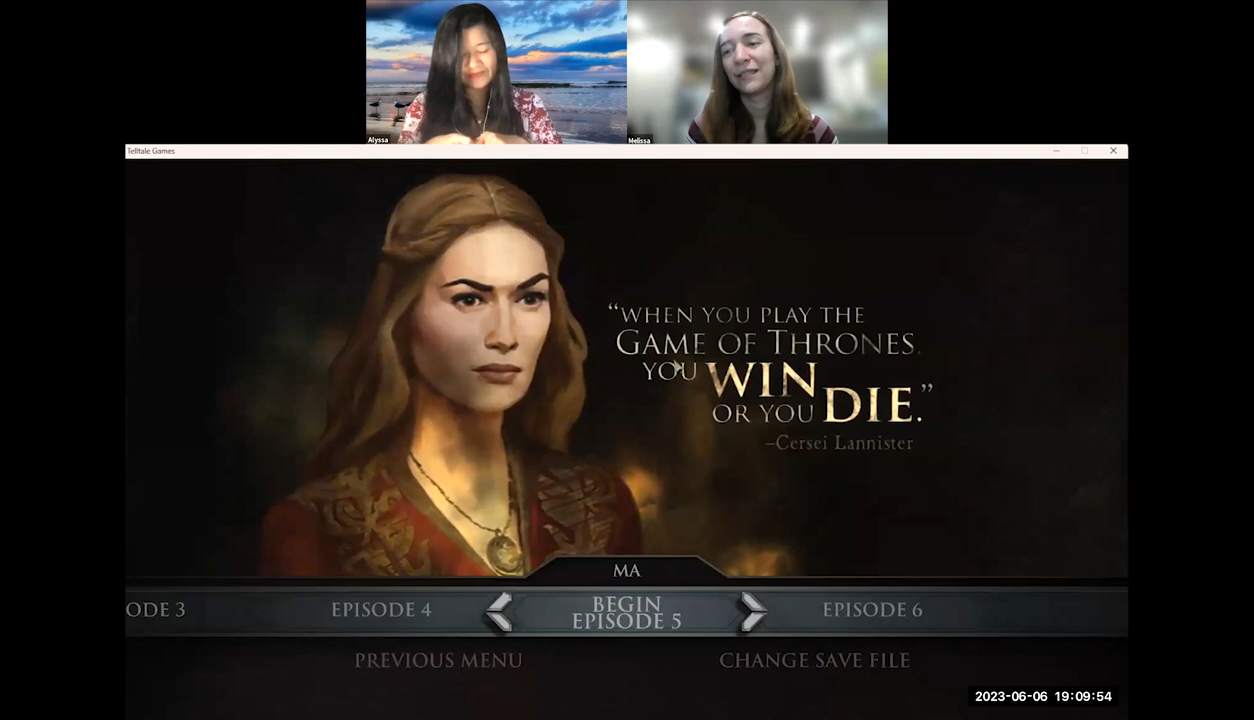 Alyssa
Melissa
Telltale Games
“WHEN YOU PLAY THE
GAME OF THRONES,
YOU WIN
OR YOU DIE.”
–Cersei Lannister
MA
ODE 3
EPISODE 4
BEGIN
EPISODE 5
EPISODE 6
PREVIOUS MENU
CHANGE SAVE FILE
2023-06-06 19:09:54